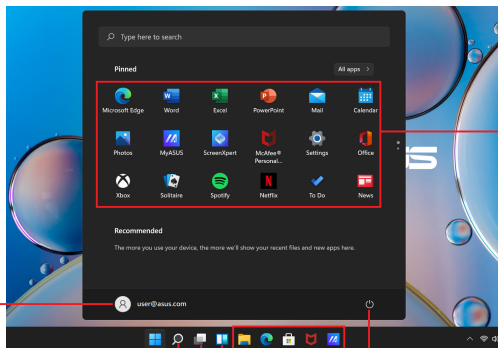 Type here to search
Pinned
All apps >
Microsoft Edge Word Excel PowerPoint Mail Calendar
Photos MyASUS ScreenXpert McAfee® Personal... Settings Office
Xbox Solitaire Spotify Netflix To Do News
Recommended
The more you use your device, the more we'll show your recent files and new apps here.
user@asus.com